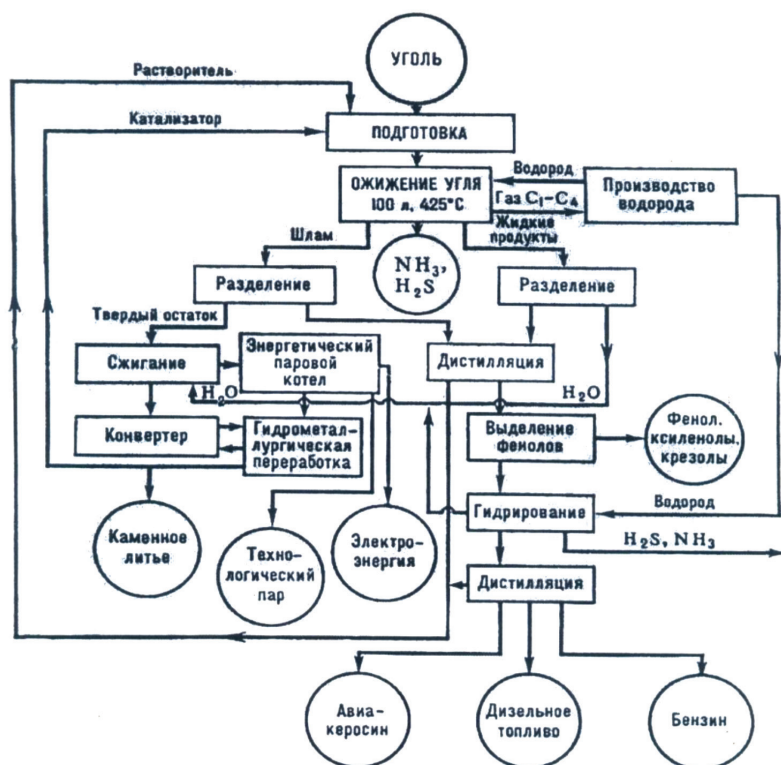 УГОЛЬ
Растворитель
Катализатор
ПОДГОТОВКА
ОЖИЖЕНИЕ УГЛЯ
100 л, 425°C
Водород
Газ C₁–C₄
Жидкие
продукты
Производство
водорода
Шлам
NH₃,
H₂S
Разделение
Разделение
Твердый остаток
Сжигание
Энергетический
паровой
котел
Дистилляция
H₂O
H₂O
Конвертер
Гидрометал-
лургическая
переработка
Выделение
фенолов
Фенол,
ксиленолы,
крезолы
Каменное
литье
Техно-
логический
пар
Электро-
энергия
Гидрирование
Водород
H₂S, NH₃
Дистилляция
Авиа-
керосин
Дизельное
топливо
Бензин